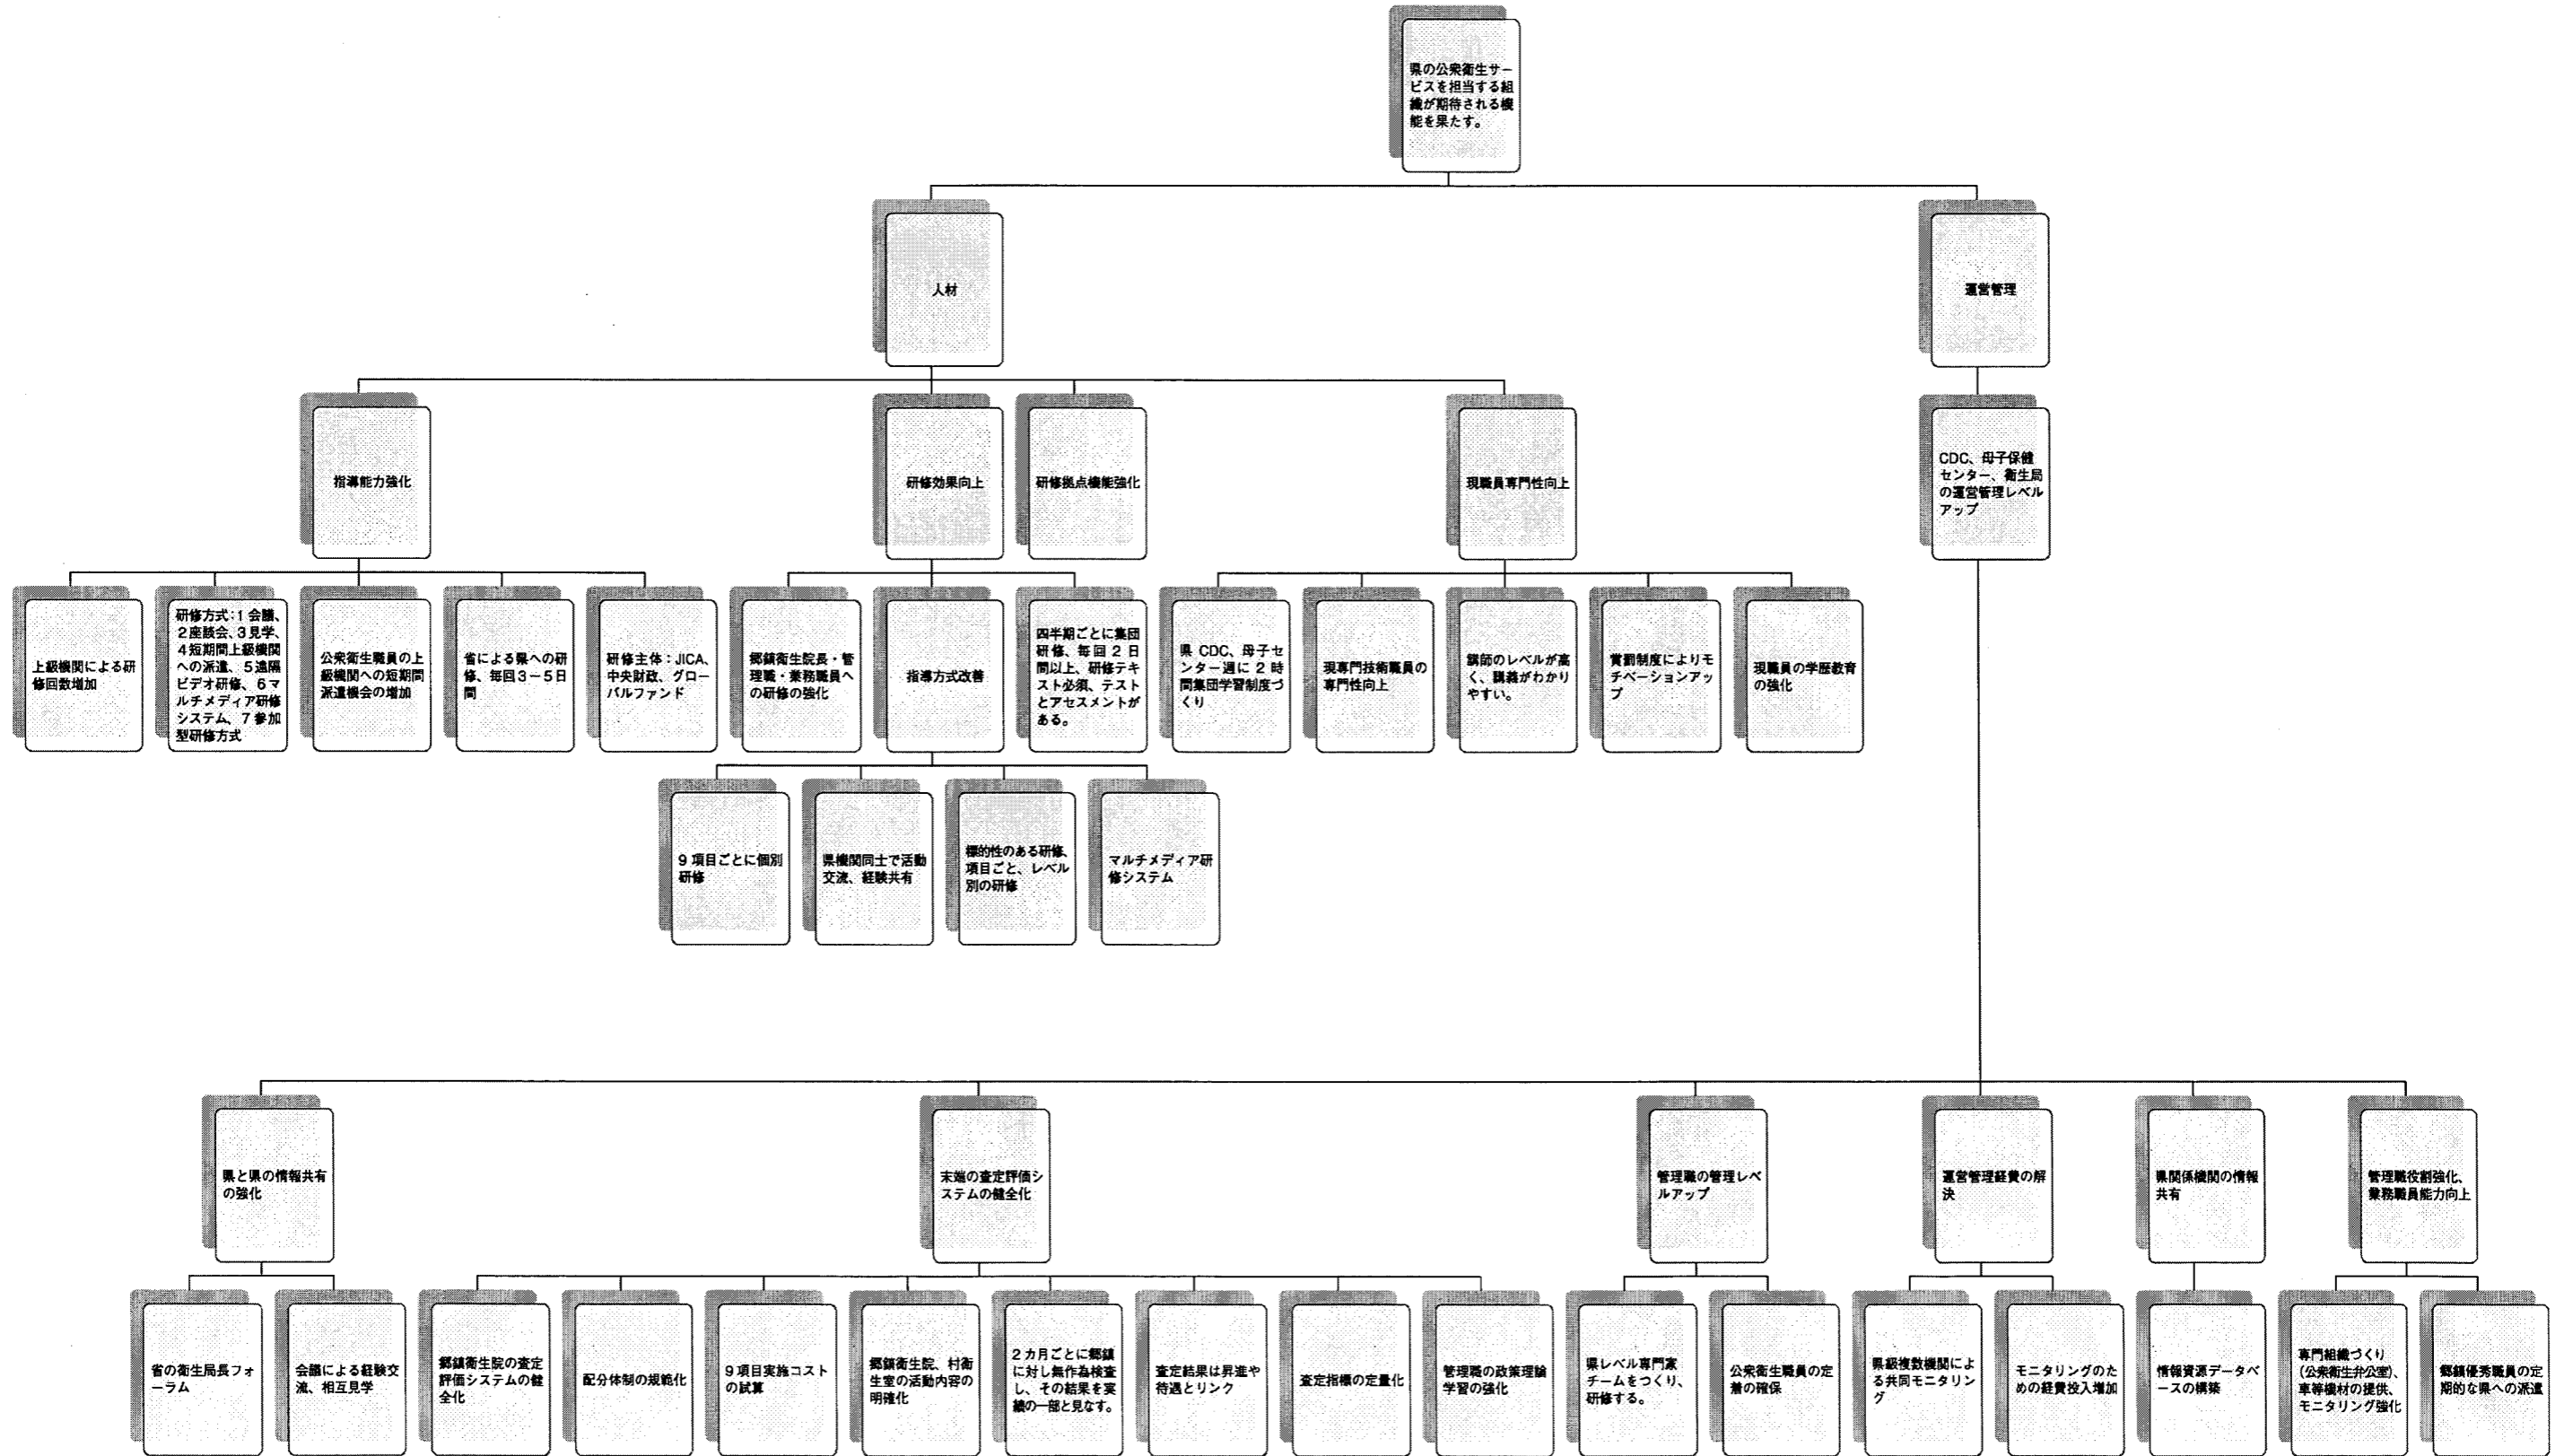 県の公衆衛生サー
ビスを担当する組
織が期待される機
能を果たす。
人材
運営管理
指導能力強化
研修効果向上
研修拠点機能強化
現職員専門性向上
CDC、母子保健
センター、衛生局
の運営管理レベル
アップ
上級機関による研
修回数増加
研修方式：1 会議、
2 座談会、3 見学、
4 短期間上級機関
への派遣、5 遠隔
ビデオ研修、6 マ
ルチメディア研修
システム、7 参加
型研修方式
公衆衛生職員の上
級機関への短期間
派遣機会の増加
省による県への研
修、毎回3－5日
間
研修主体：JICA、
中央財政、グロー
バルファンド
郷鎮衛生院長・管
理職・業務職員へ
の研修の強化
指導方式改善
四半期ごとに集団
研修、毎回 2 日
間以上、研修テキ
スト必須、テスト
とアセスメントが
ある。
県 CDC、母子セ
ンター週に 2 時
間集団学習制度づ
くり
現専門技術職員の
専門性向上
講師のレベルが高
く、講義がわかり
やすい。
賞罰制度によりモ
チベーションアッ
プ
現職員の学歴教育
の強化
9 項目ごとに個別
研修
県機関同士で活動
交流、経験共有
標的性のある研修、
項目ごと、レベル
別の研修
マルチメディア研
修システム
県と県の情報共有
の強化
末端の査定評価シ
ステムの健全化
管理職の管理レベ
ルアップ
運営管理経費の解
決
県関係機関の情報
共有
管理職役割強化、
業務職員能力向上
省の衛生局長フォ
ーラム
会議による経験交
流、相互見学
郷鎮衛生院の査定
評価システムの健
全化
配分体制の規範化
9 項目実施コスト
の試算
郷鎮衛生院、村衛
生室の活動内容の
明確化
2 カ月ごとに郷鎮
に対し無作為検査
し、その結果を実
績の一部と見なす。
査定結果は昇進や
待遇とリンク
査定指標の定量化
管理職の政策理論
学習の強化
県レベル専門家
チームをつくり、
研修する。
公衆衛生職員の定
着の確保
県級複数機関によ
る共同モニタリン
グ
モニタリングのた
めの経費投入増加
情報資源データベ
ースの構築
専門組織づくり
（公衆衛生弁公室）、
車等機材の提供、
モニタリング強化
郷鎮優秀職員の定
期的な県への派遣